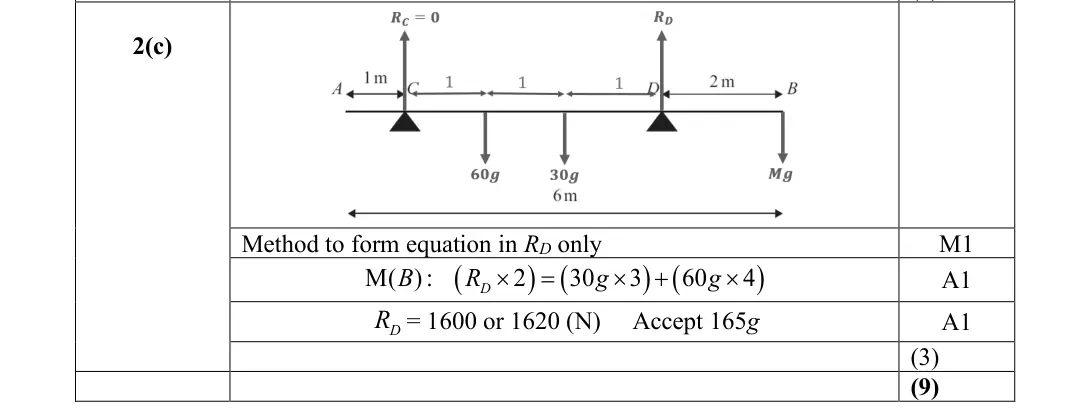 R_C = 0 R_D
2(c)
1 m
A C 1 1 1 D 2 m B
60g 30g Mg
6 m
Method to form equation in R_D only M1
M(B): (R_D × 2) = (30g × 3) + (60g × 4) A1
R_D = 1600 or 1620 (N) Accept 165g A1
(3)
(9)